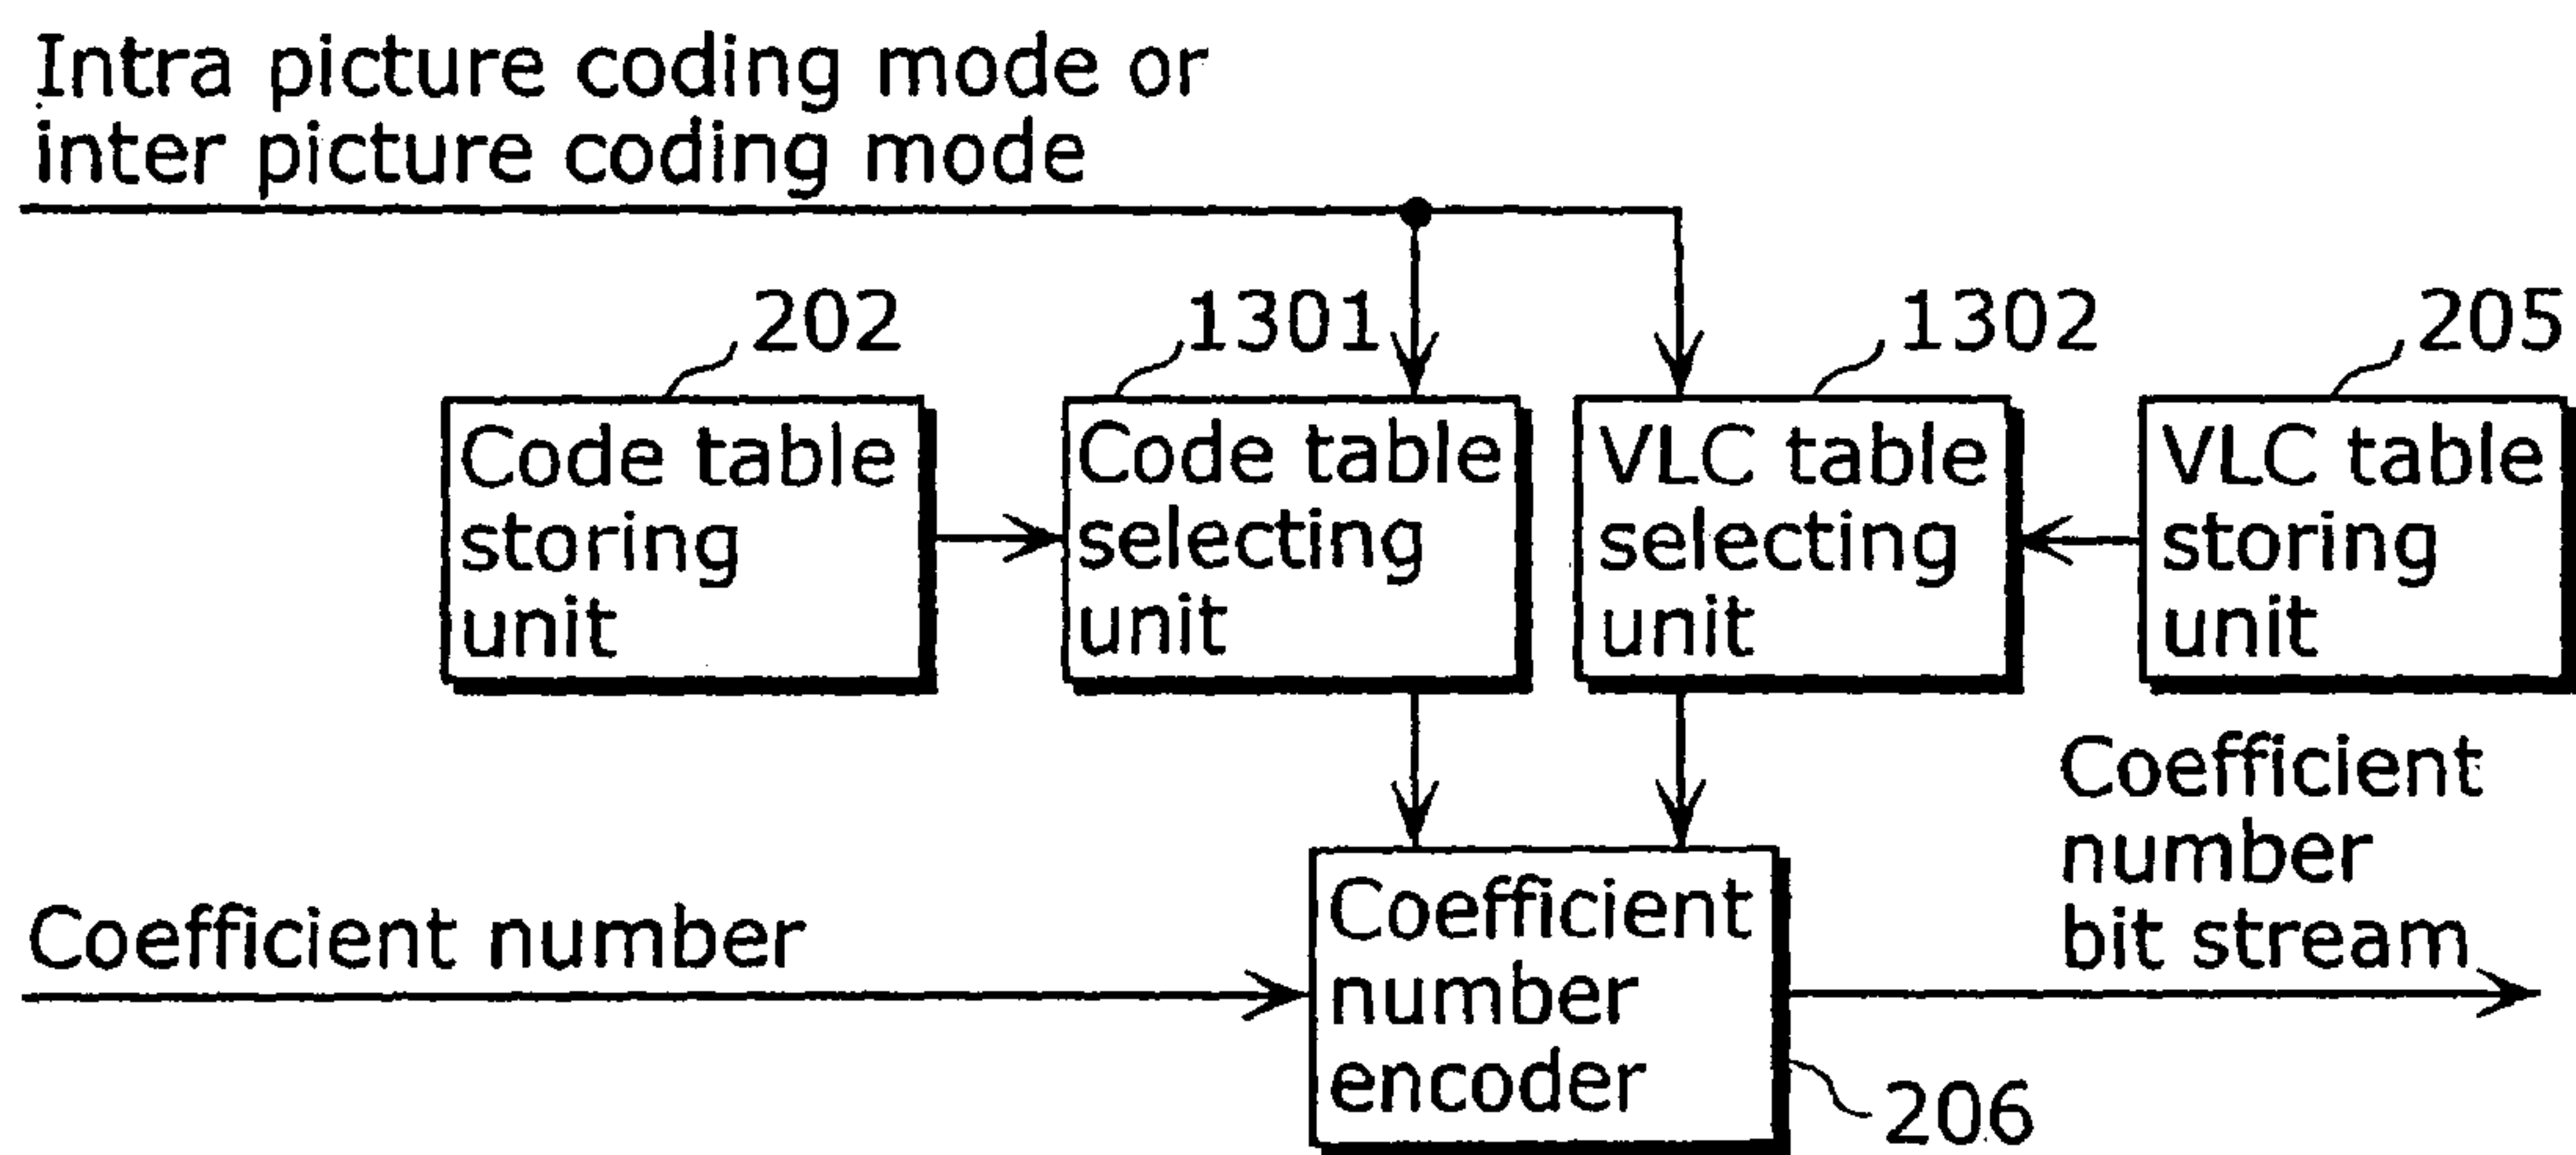 Intra picture coding mode or
inter picture coding mode
202
1301
1302
205
Code table
storing
unit
Code table
selecting
unit
VLC table
selecting
unit
VLC table
storing
unit
Coefficient
number
bit stream
Coefficient number
Coefficient
number
encoder
206